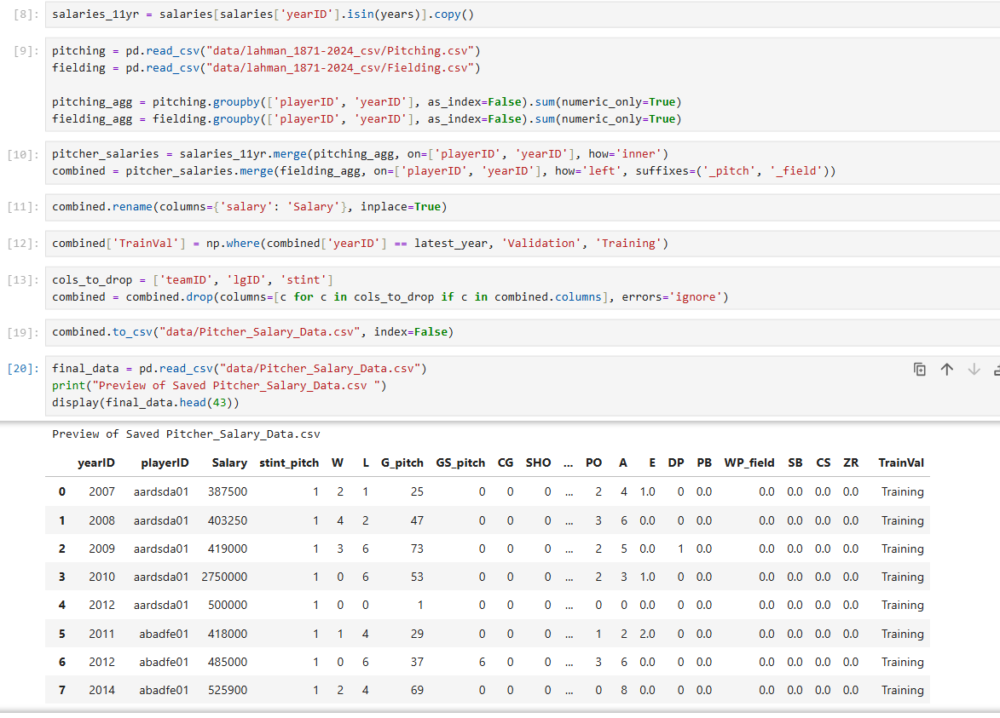 [8]: salaries_11yr = salaries[salaries['yearID'].isin(years)].copy()
[9]: pitching = pd.read_csv("data/lahman_1871-2024_csv/Pitching.csv")
fielding = pd.read_csv("data/lahman_1871-2024_csv/Fielding.csv")
pitching_agg = pitching.groupby(['playerID', 'yearID'], as_index=False).sum(numeric_only=True)
fielding_agg = fielding.groupby(['playerID', 'yearID'], as_index=False).sum(numeric_only=True)
[10]: pitcher_salaries = salaries_11yr.merge(pitching_agg, on=['playerID', 'yearID'], how='inner')
combined = pitcher_salaries.merge(fielding_agg, on=['playerID', 'yearID'], how='left', suffixes=('_pitch', '_field'))
[11]: combined.rename(columns={'salary': 'Salary'}, inplace=True)
[12]: combined['TrainVal'] = np.where(combined['yearID'] == latest_year, 'Validation', 'Training')
[13]: cols_to_drop = ['teamID', 'lgID', 'stint']
combined = combined.drop(columns=[c for c in cols_to_drop if c in combined.columns], errors='ignore')
[19]: combined.to_csv("data/Pitcher_Salary_Data.csv", index=False)
[20]: final_data = pd.read_csv("data/Pitcher_Salary_Data.csv")
print("Preview of Saved Pitcher_Salary_Data.csv ")
display(final_data.head(43))
Preview of Saved Pitcher_Salary_Data.csv
yearID playerID Salary stint_pitch W L G_pitch GS_pitch CG SHO ... PO A E DP PB WP_field SB CS ZR TrainVal
0 2007 aardsda01 387500 1 2 1 25 0 0 0 ... 2 4 1.0 0 0.0 0.0 0.0 0.0 0.0 Training
1 2008 aardsda01 403250 1 4 2 47 0 0 0 ... 3 6 0.0 0 0.0 0.0 0.0 0.0 0.0 Training
2 2009 aardsda01 419000 1 3 6 73 0 0 0 ... 2 5 0.0 1 0.0 0.0 0.0 0.0 0.0 Training
3 2010 aardsda01 2750000 1 0 6 53 0 0 0 ... 2 3 1.0 0 0.0 0.0 0.0 0.0 0.0 Training
4 2012 aardsda01 500000 1 0 0 1 0 0 0 ... 0 0 0.0 0 0.0 0.0 0.0 0.0 0.0 Training
5 2011 abadfe01 418000 1 1 4 29 0 0 0 ... 1 2 2.0 0 0.0 0.0 0.0 0.0 0.0 Training
6 2012 abadfe01 485000 1 0 6 37 6 0 0 ... 3 6 0.0 0 0.0 0.0 0.0 0.0 0.0 Training
7 2014 abadfe01 525900 1 2 4 69 0 0 0 ... 0 8 0.0 0 0.0 0.0 0.0 0.0 0.0 Training